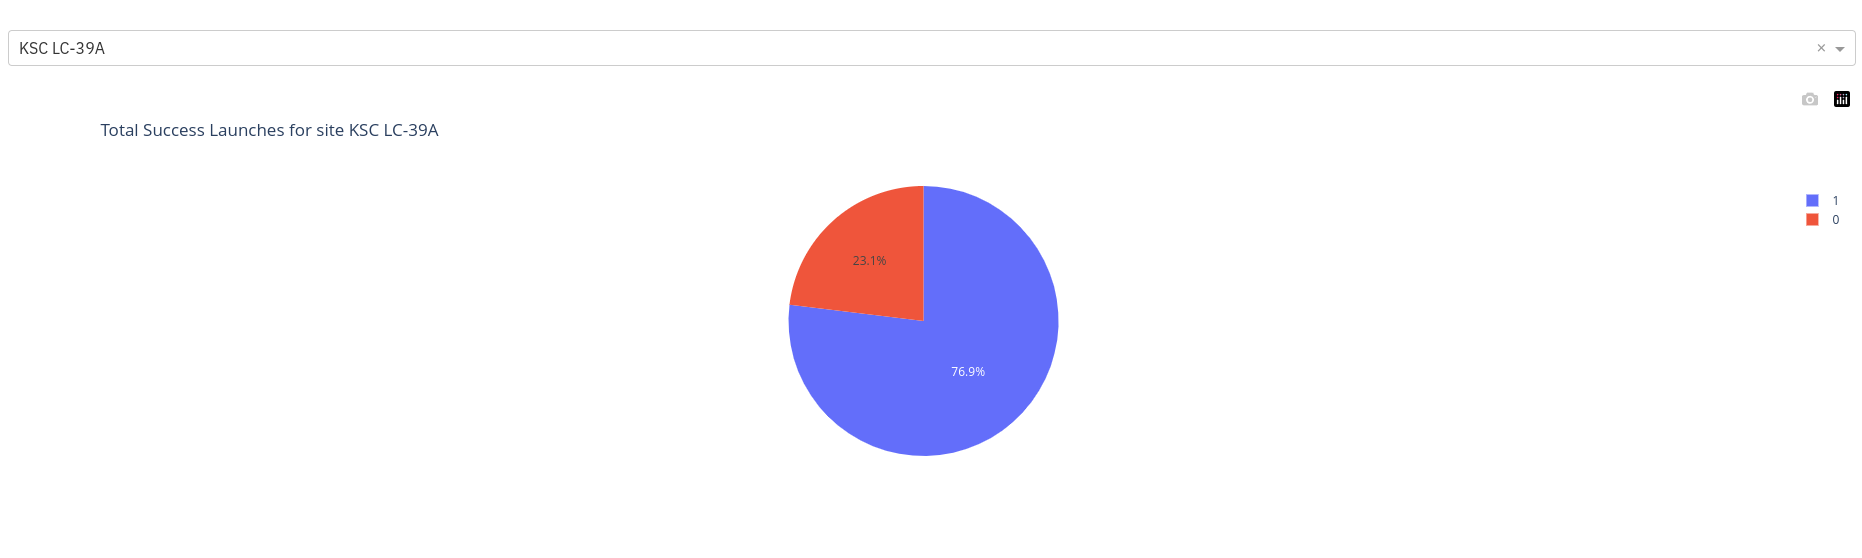 KSC LC-39A
Total Success Launches for site KSC LC-39A
1
0
23.1%
76.9%